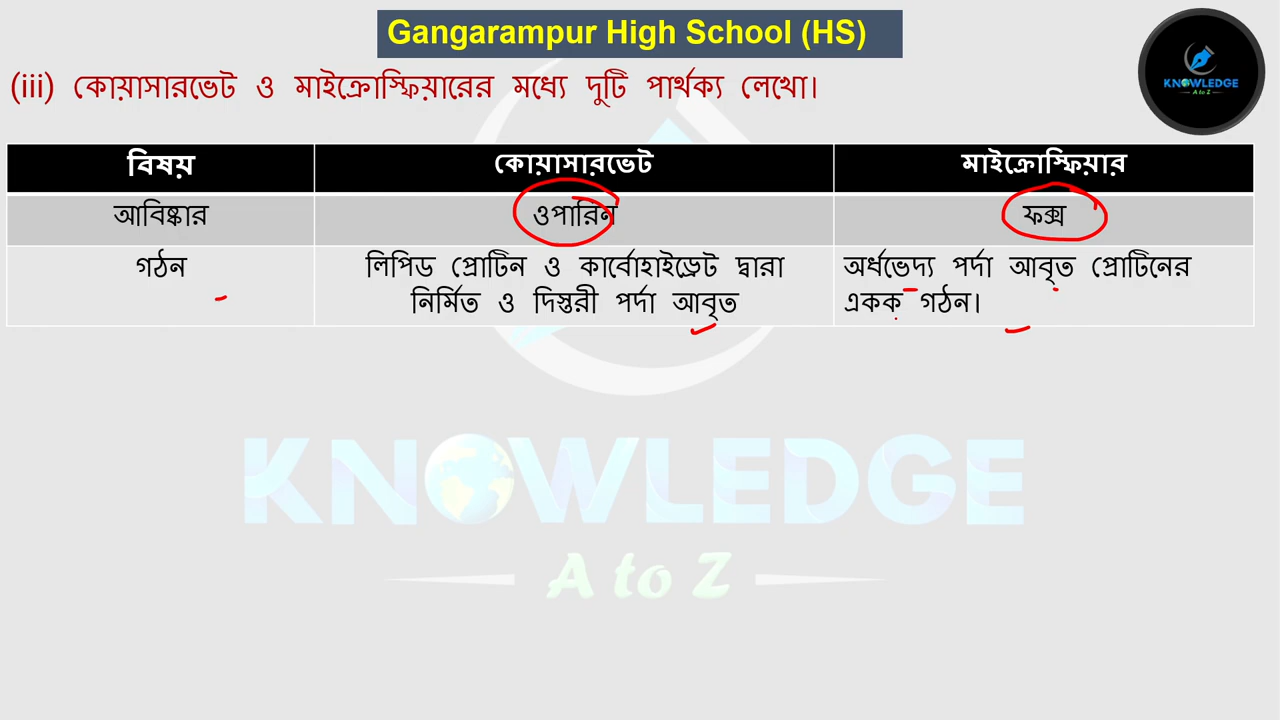 Gangarampur High School (HS)
KNOWLEDGE
A to Z
(iii) কোয়াসারভেট ও মাইক্রোস্ফিয়ারের মধ্যে দুটি পার্থক্য লেখো।
বিষয় কোয়াসারভেট মাইক্রোস্ফিয়ার
আবিষ্কার ওপারিন ফক্স
গঠন লিপিড প্রোটিন ও কার্বোহাইড্রেট দ্বারা অর্ধভেদ্য পর্দা আবৃত প্রোটিনের
নির্মিত ও দিস্তরী পর্দা আবৃত একক গঠন।
KNOWLEDGE
A to Z